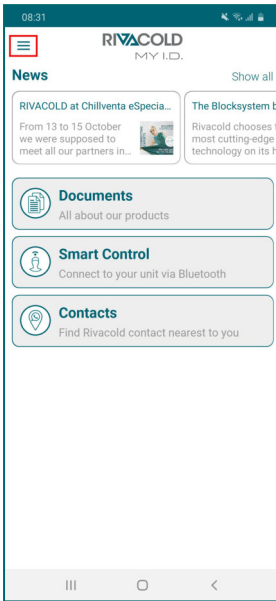 08:31
RIVACOLD
MY I.D.
News
Show all
RIVACOLD at Chillventa eSpecia...
From 13 to 15 October
we were supposed to
meet all our partners in...
The Blocksystem b
Rivacold chooses t
most cutting-edge
technology on its h
Documents
All about our products
Smart Control
Connect to your unit via Bluetooth
Contacts
Find Rivacold contact nearest to you